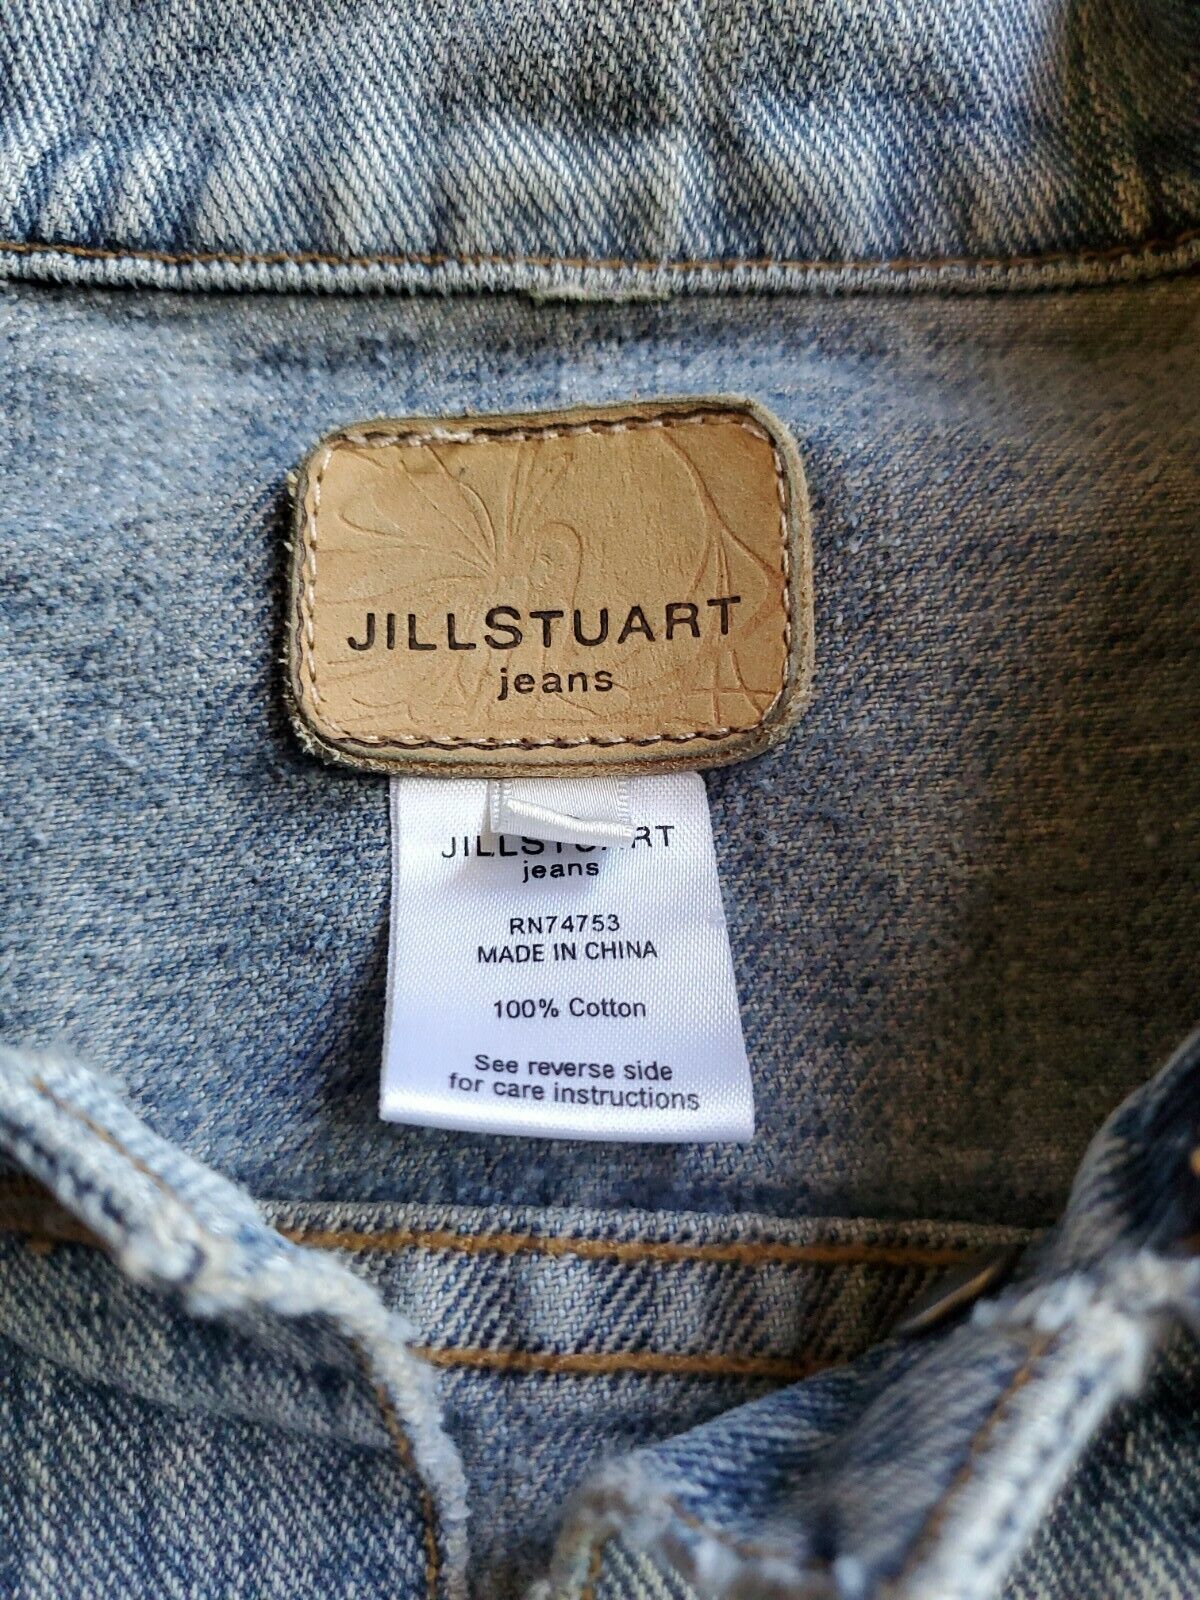 JILLSTUART
jeans
JILLSTUART
jeans
RN74753
MADE IN CHINA
100% Cotton
See reverse side
for care instructions